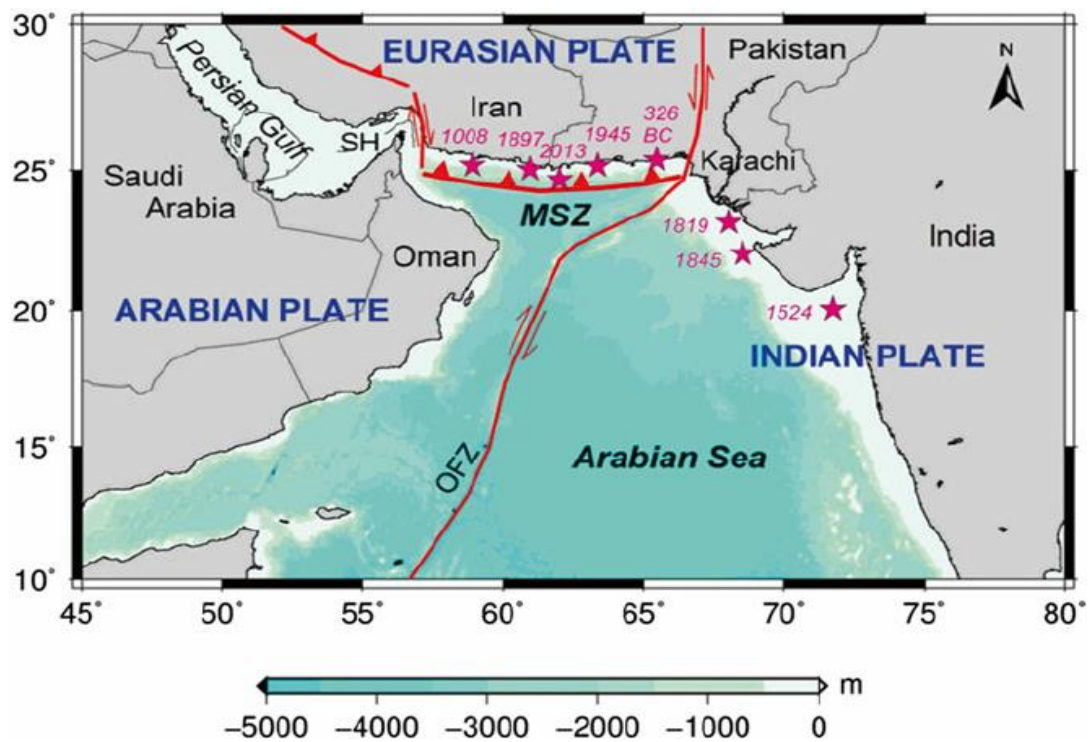 30°
EURASIAN PLATE
Pakistan
N
Persian Gulf
Iran
SH
1008
1897
2013
1945
326
BC
25°
Karachi
Saudi
Arabia
MSZ
1819
India
Oman
1845
20°
ARABIAN PLATE
1524
INDIAN PLATE
15°
OFZ
Arabian Sea
10°
45°
50°
55°
60°
65°
70°
75°
80°
m
−5000
−4000
−3000
−2000
−1000
0